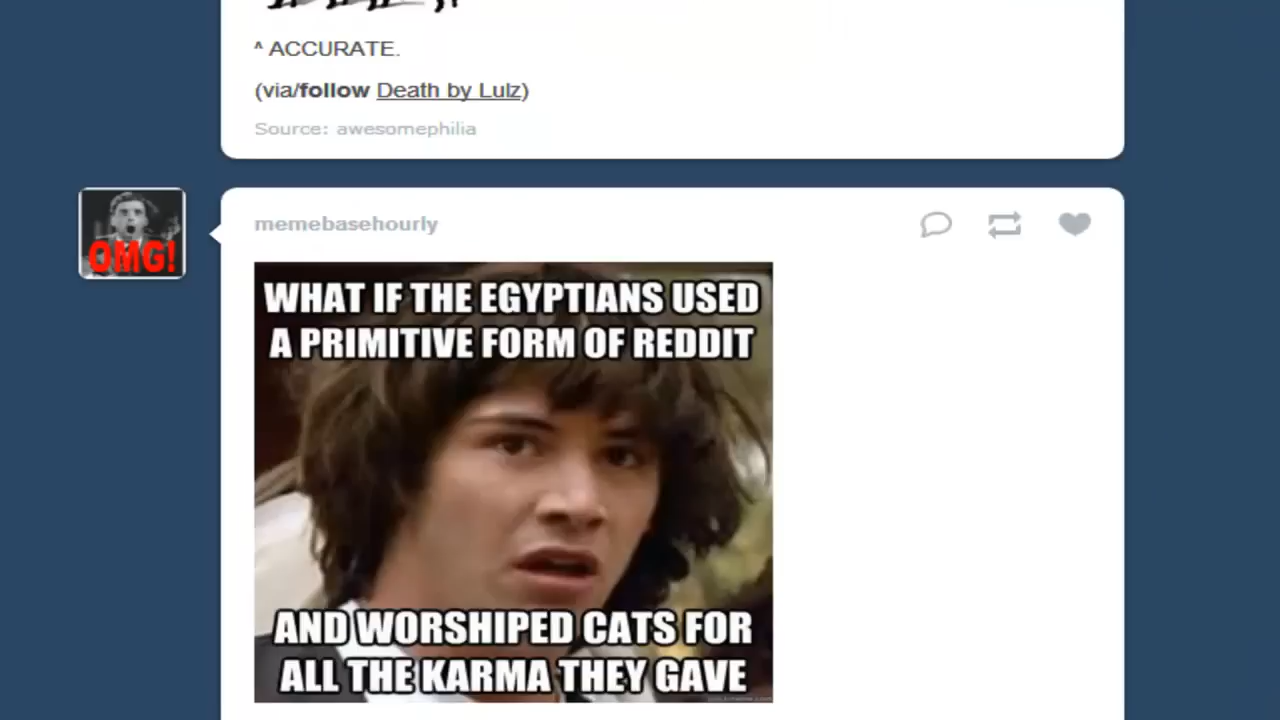 ^ ACCURATE.
(via/follow Death by Lulz)
Source: awesomephilia
OMG!
memebasehourly
WHAT IF THE EGYPTIANS USED
A PRIMITIVE FORM OF REDDIT
AND WORSHIPED CATS FOR
ALL THE KARMA THEY GAVE